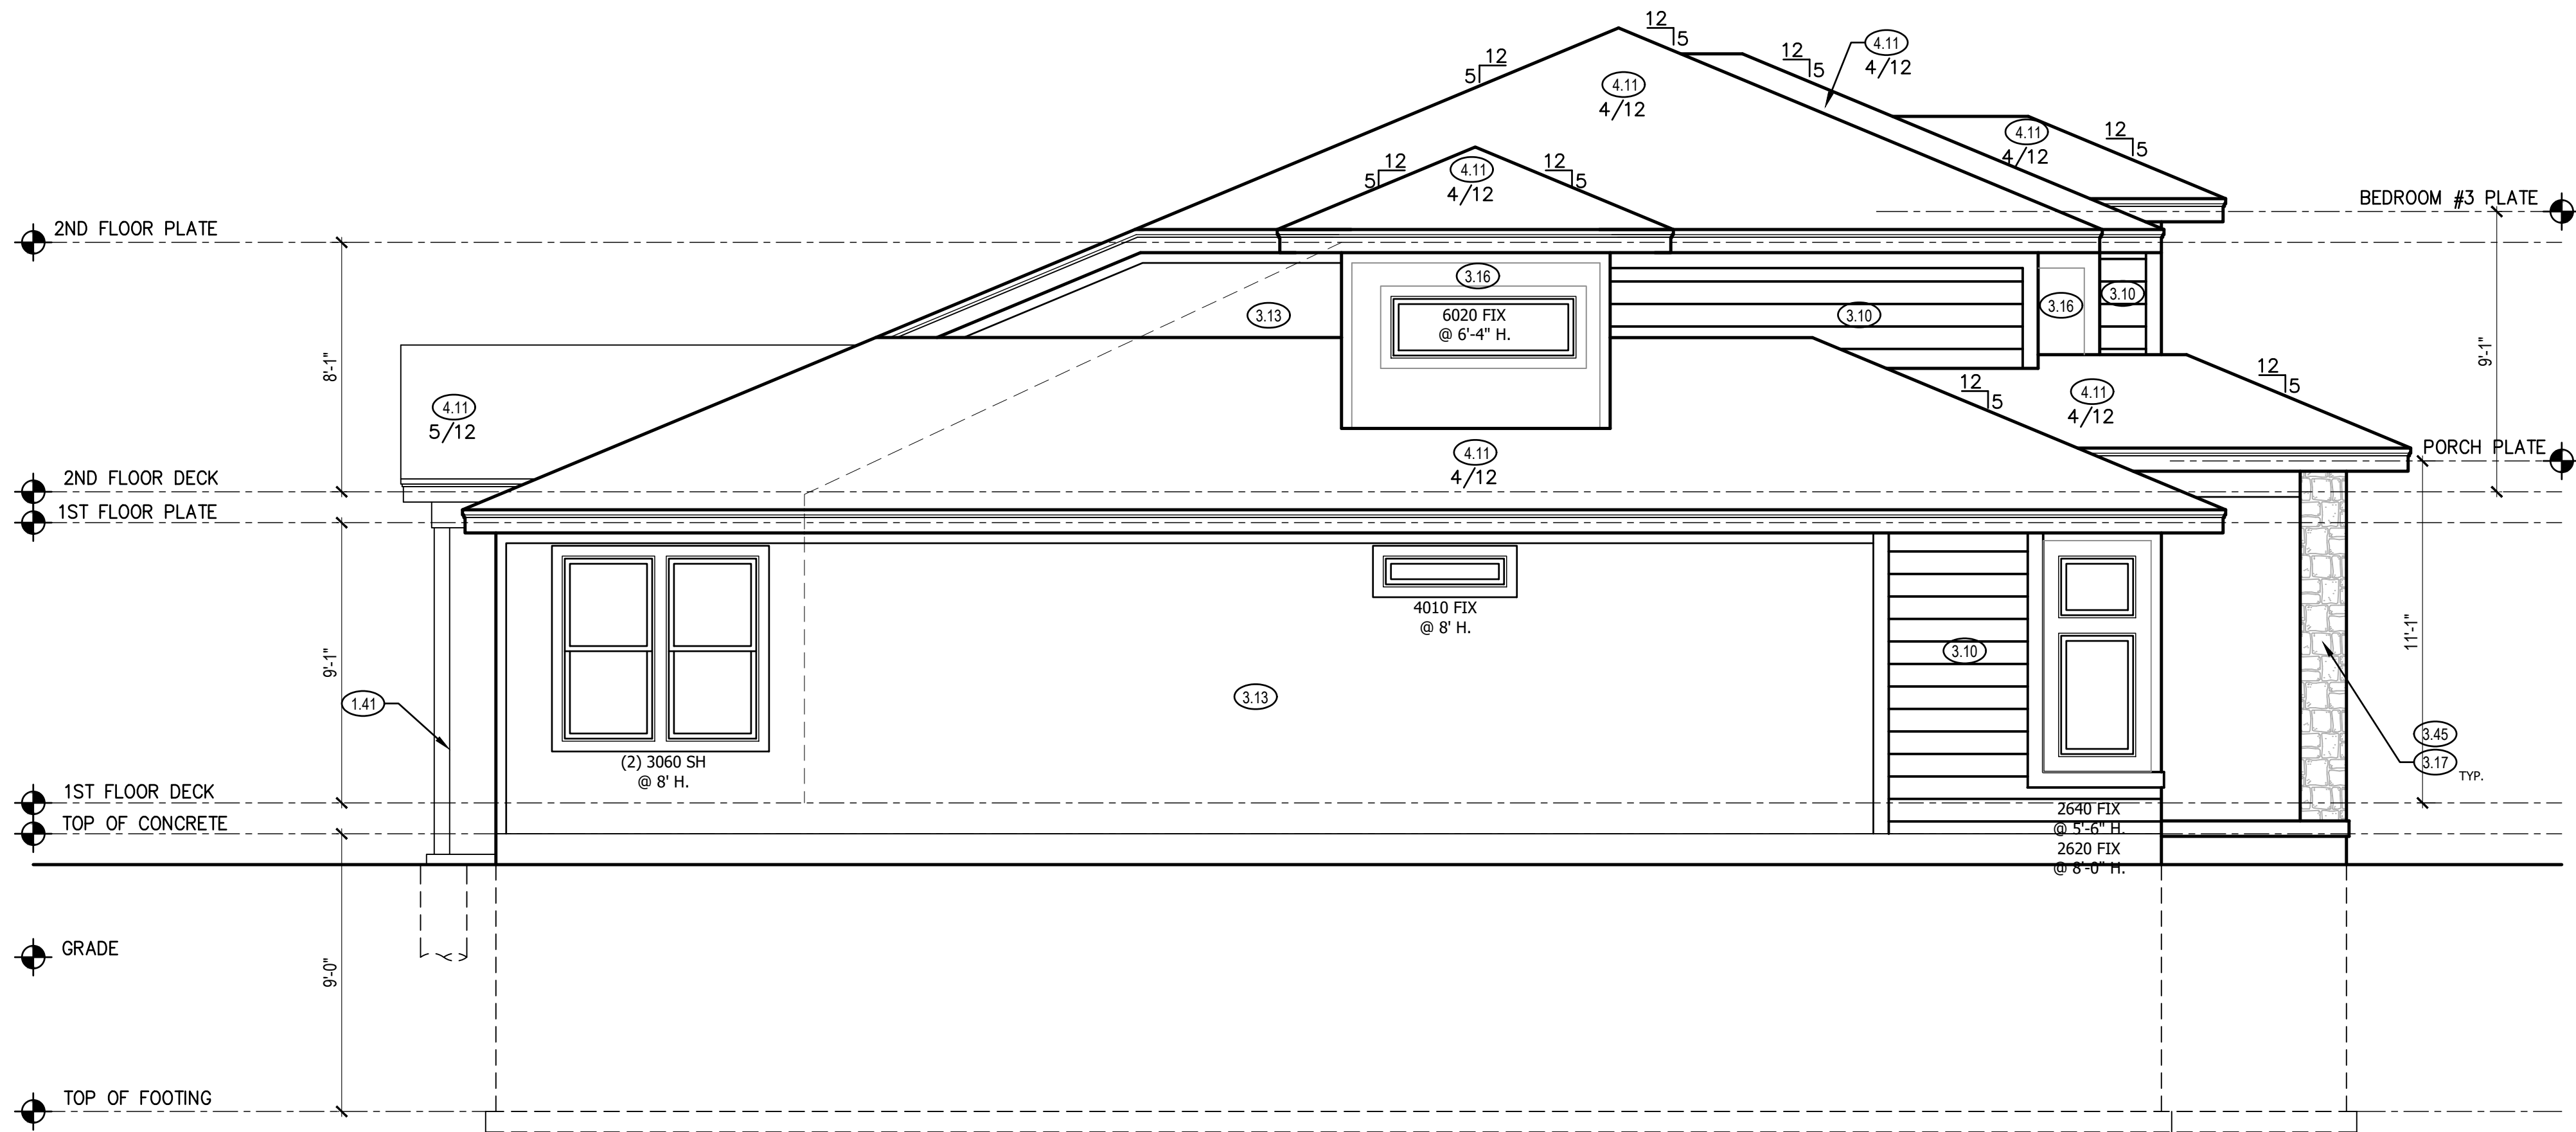 12
5
12
5
12
5
4.11
4/12
4.11
4/12
4.11
4/12
12
5
12
5
12
5
4.11
4/12
2ND FLOOR PLATE
BEDROOM #3 PLATE
3.16
6020 FIX
@ 6'-4" H.
3.13
3.10
3.16
3.10
8'-1"
9'-1"
12
5
12
5
4.11
5/12
4.11
4/12
4.11
4/12
PORCH PLATE
2ND FLOOR DECK
1ST FLOOR PLATE
4010 FIX
@ 8' H.
9'-1"
11'-1"
3.10
3.13
1.41
3.45
3.17
TYP.
(2) 3060 SH
@ 8' H.
1ST FLOOR DECK
TOP OF CONCRETE
2640 FIX
@ 5'-6" H.
2620 FIX
@ 8'-0" H.
GRADE
9'-0"
TOP OF FOOTING